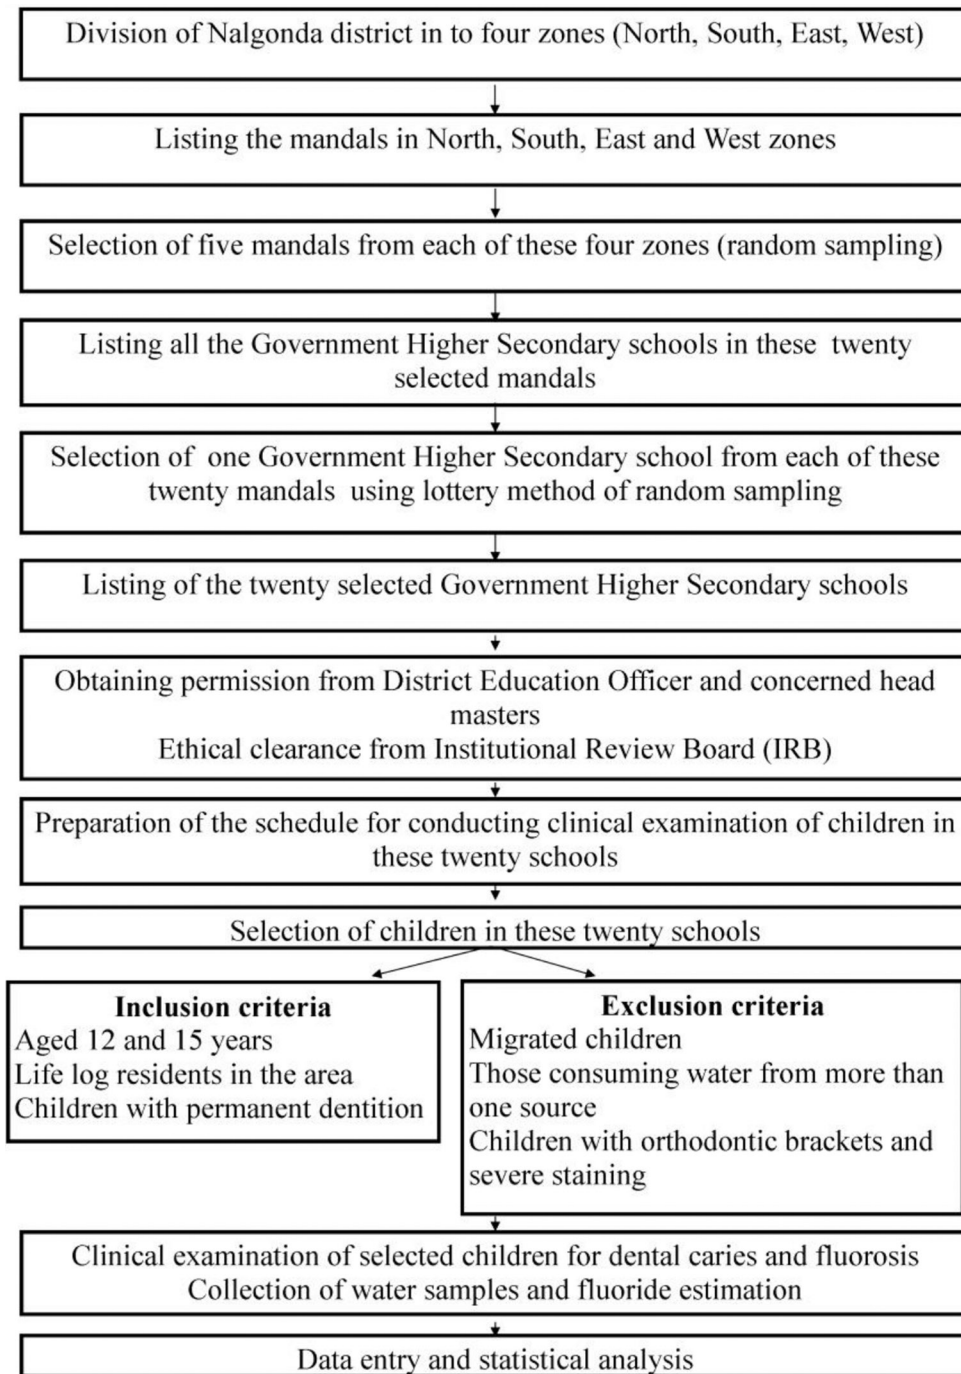 Division of Nalgonda district in to four zones (North, South, East, West)
Listing the mandals in North, South, East and West zones
Selection of five mandals from each of these four zones (random sampling)
Listing all the Government Higher Secondary schools in these twenty
selected mandals
Selection of one Government Higher Secondary school from each of these
twenty mandals using lottery method of random sampling
Listing of the twenty selected Government Higher Secondary schools
Obtaining permission from District Education Officer and concerned head
masters
Ethical clearance from Institutional Review Board (IRB)
Preparation of the schedule for conducting clinical examination of children in
these twenty schools
Selection of children in these twenty schools
Inclusion criteria
Aged 12 and 15 years
Life log residents in the area
Children with permanent dentition
Exclusion criteria
Migrated children
Those consuming water from more than
one source
Children with orthodontic brackets and
severe staining
Clinical examination of selected children for dental caries and fluorosis
Collection of water samples and fluoride estimation
Data entry and statistical analysis